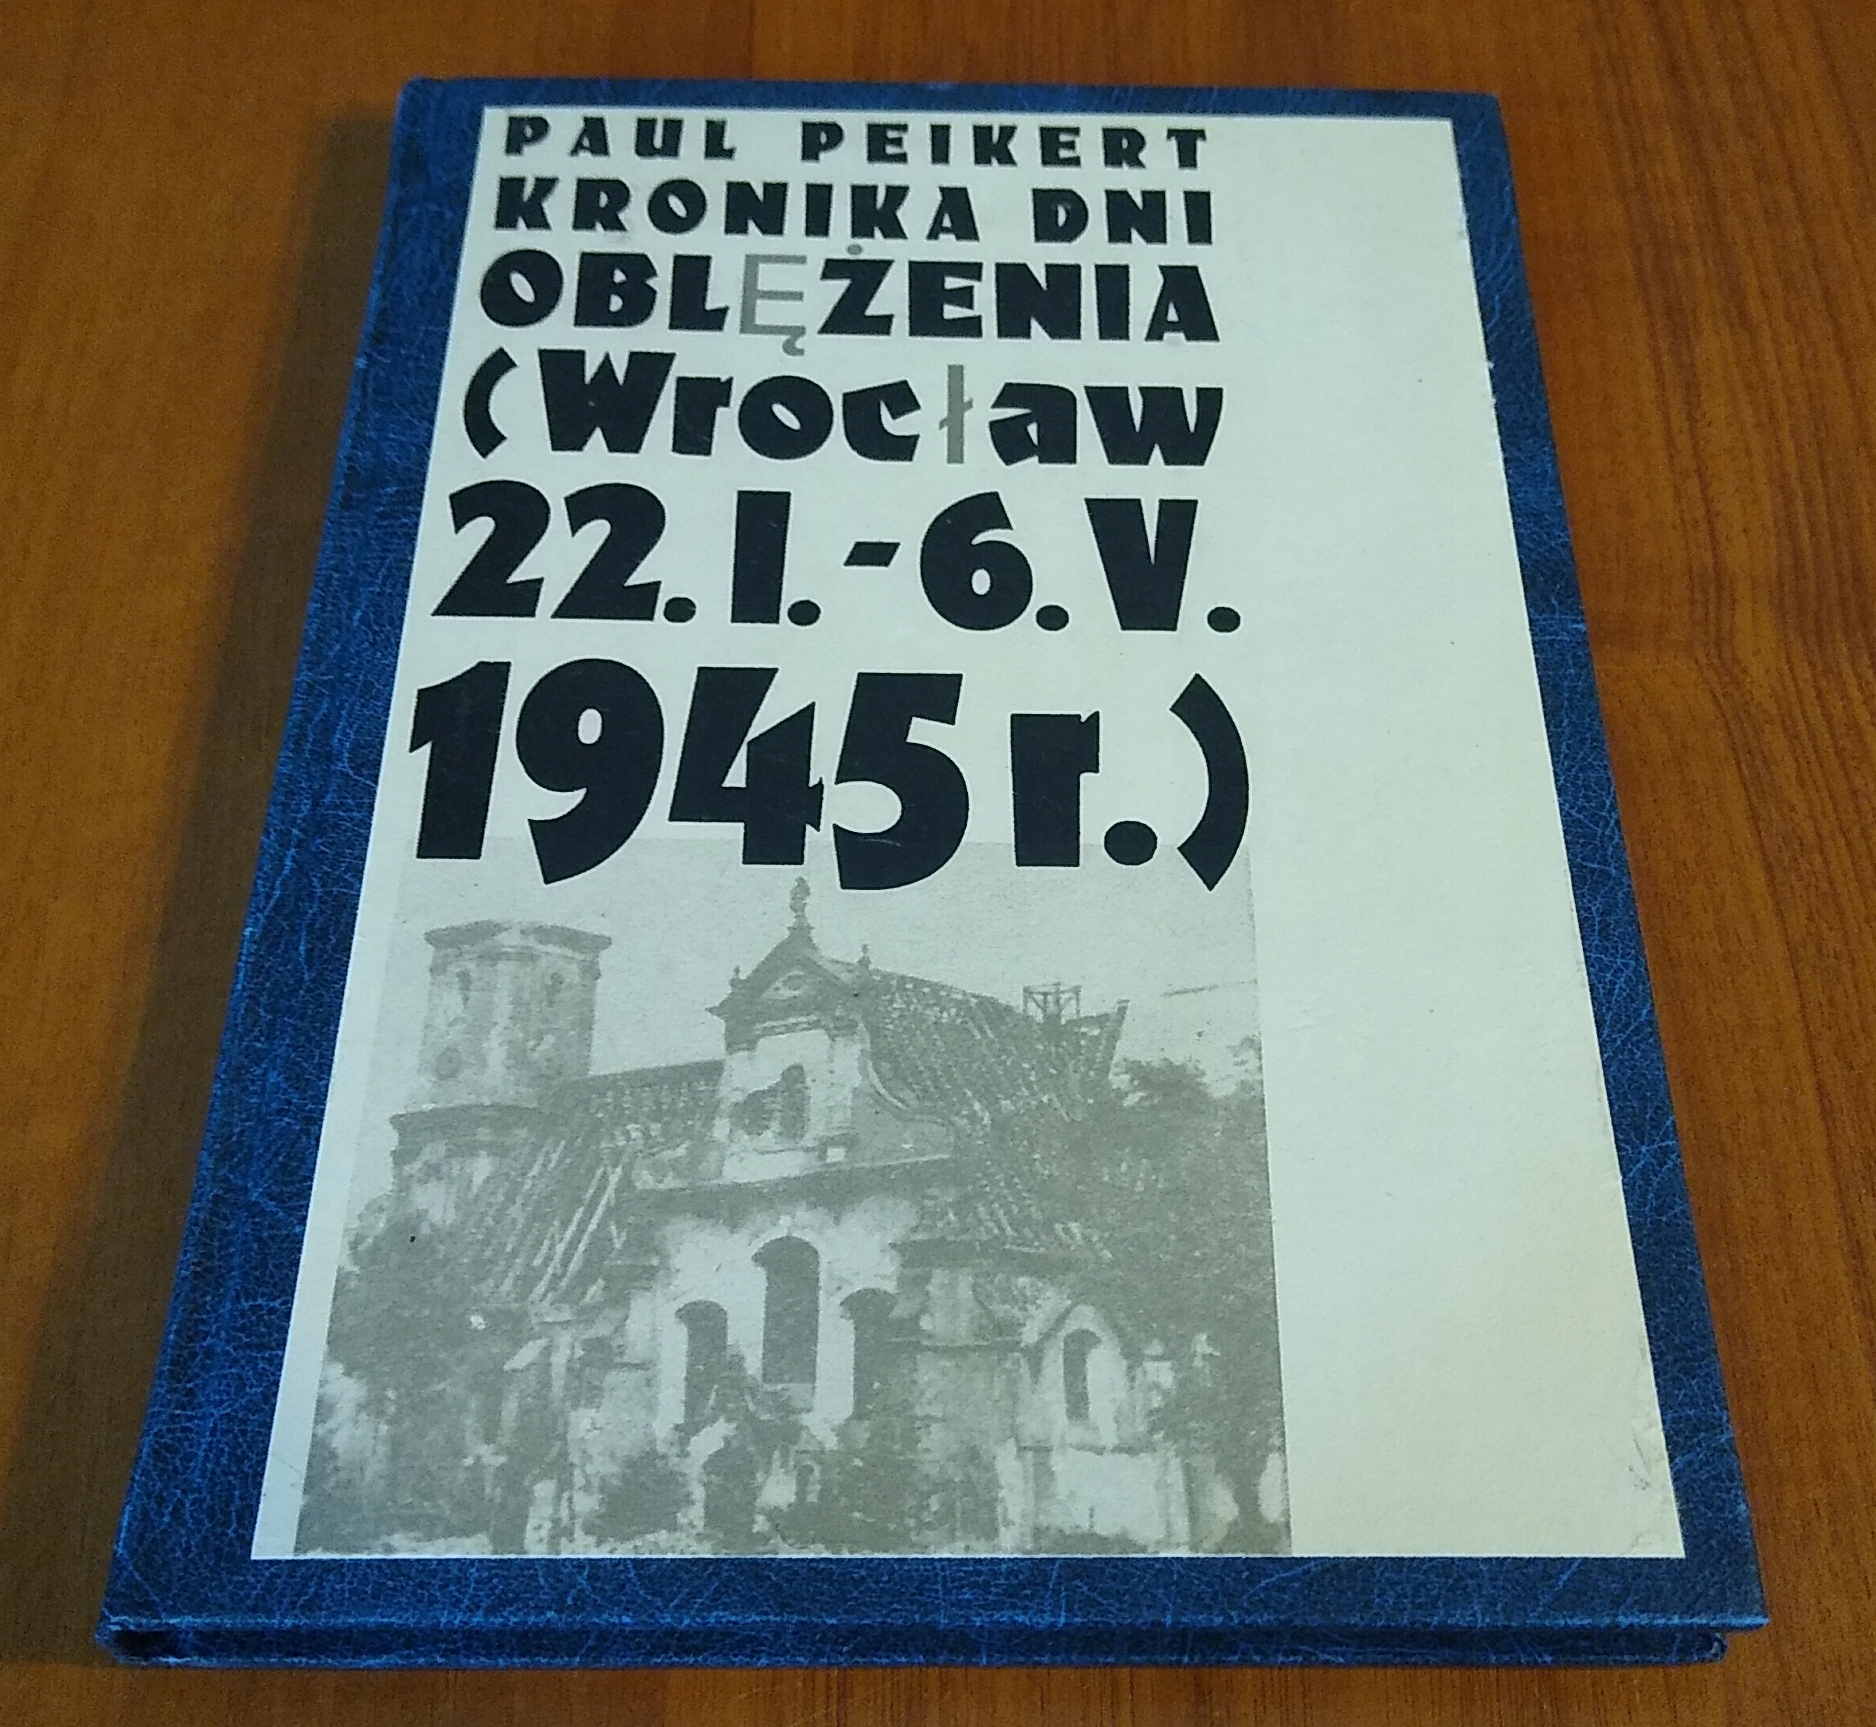 PAUL PEIKERT
KRONIKA DNI
OBLĘŻENIA
(Wrocław
22. I. - 6. V.
1945 r.)